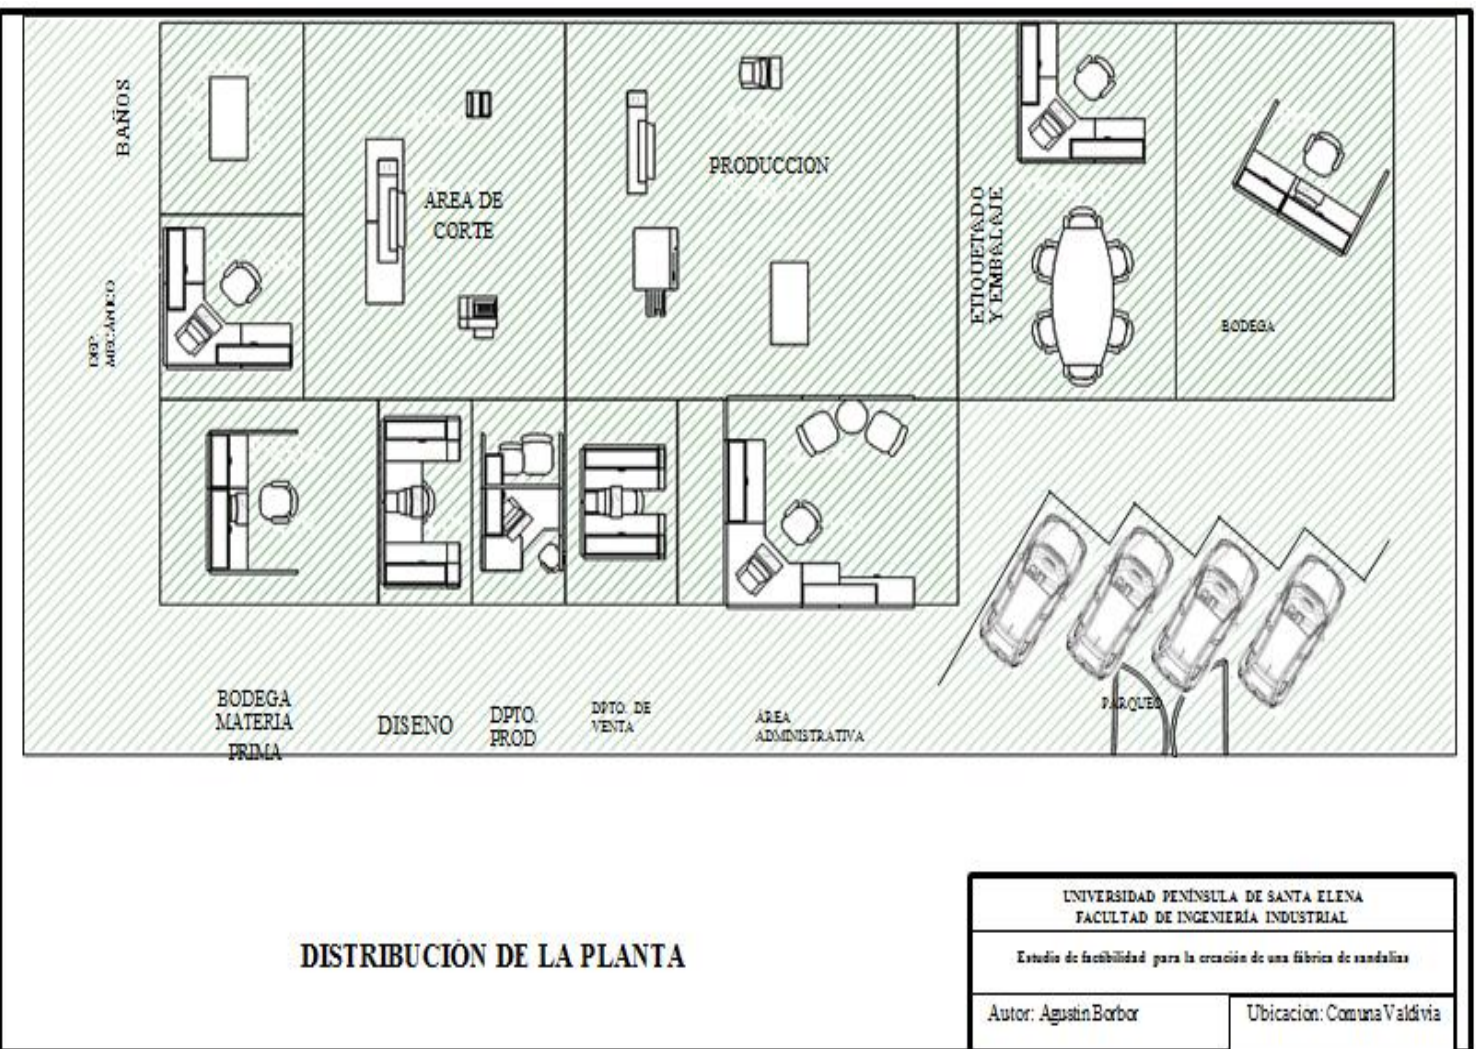 BAÑOS
ÁREA DE
CORTE
PRODUCCION
ETIQUETADO
Y EMBALAJE
BODEGA
DEP.
MECÁNICO
BODEGA
MATERIA
PRIMA
DISENO
DPTO.
PROD
DPTO. DE
VENTA
ÁREA
ADMINISTRATIVA
PARQUEO
DISTRIBUCIÓN DE LA PLANTA
UNIVERSIDAD PENÍNSULA DE SANTA ELENA
FACULTAD DE INGENIERÍA INDUSTRIAL
Estudio de factibilidad para la creación de una fábrica de sandalias
Autor: Agustin Borbor
Ubicación: Comuna Valdivia